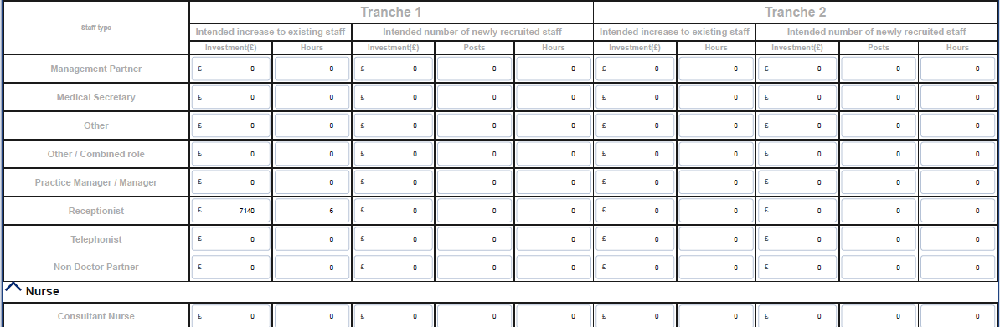 Staff type
Tranche 1 Tranche 2
Intended increase to existing staff Intended number of newly recruited staff Intended increase to existing staff Intended number of newly recruited staff
Investment(£) Hours Investment(£) Posts Hours Investment(£) Hours Investment(£) Posts Hours
Management Partner £ 0 0 £ 0 0 0 £ 0 0 £ 0 0 0
Medical Secretary £ 0 0 £ 0 0 0 £ 0 0 £ 0 0 0
Other £ 0 0 £ 0 0 0 £ 0 0 £ 0 0 0
Other / Combined role £ 0 0 £ 0 0 0 £ 0 0 £ 0 0 0
Practice Manager / Manager £ 0 0 £ 0 0 0 £ 0 0 £ 0 0 0
Receptionist £ 7140 6 £ 0 0 0 £ 0 0 £ 0 0 0
Telephonist £ 0 0 £ 0 0 0 £ 0 0 £ 0 0 0
Non Doctor Partner £ 0 0 £ 0 0 0 £ 0 0 £ 0 0 0
Nurse
Consultant Nurse £ 0 0 £ 0 0 0 £ 0 0 £ 0 0 0